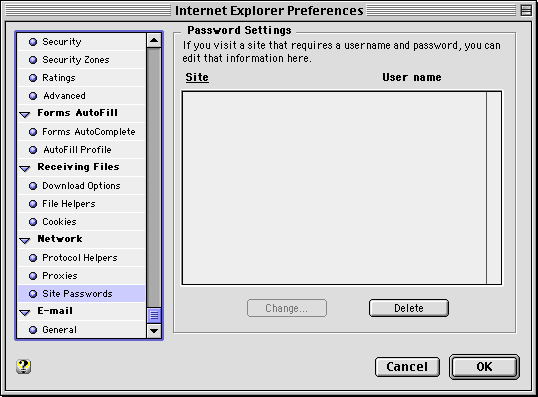 Internet Explorer Preferences
Security
Security Zones
Ratings
Advanced
Forms AutoFill
Forms AutoComplete
AutoFill Profile
Receiving Files
Download Options
File Helpers
Cookies
Network
Protocol Helpers
Proxies
Site Passwords
E-mail
General
Password Settings
If you visit a site that requires a username and password, you can
edit that information here.
Site User name
Change... Delete
?
Cancel OK